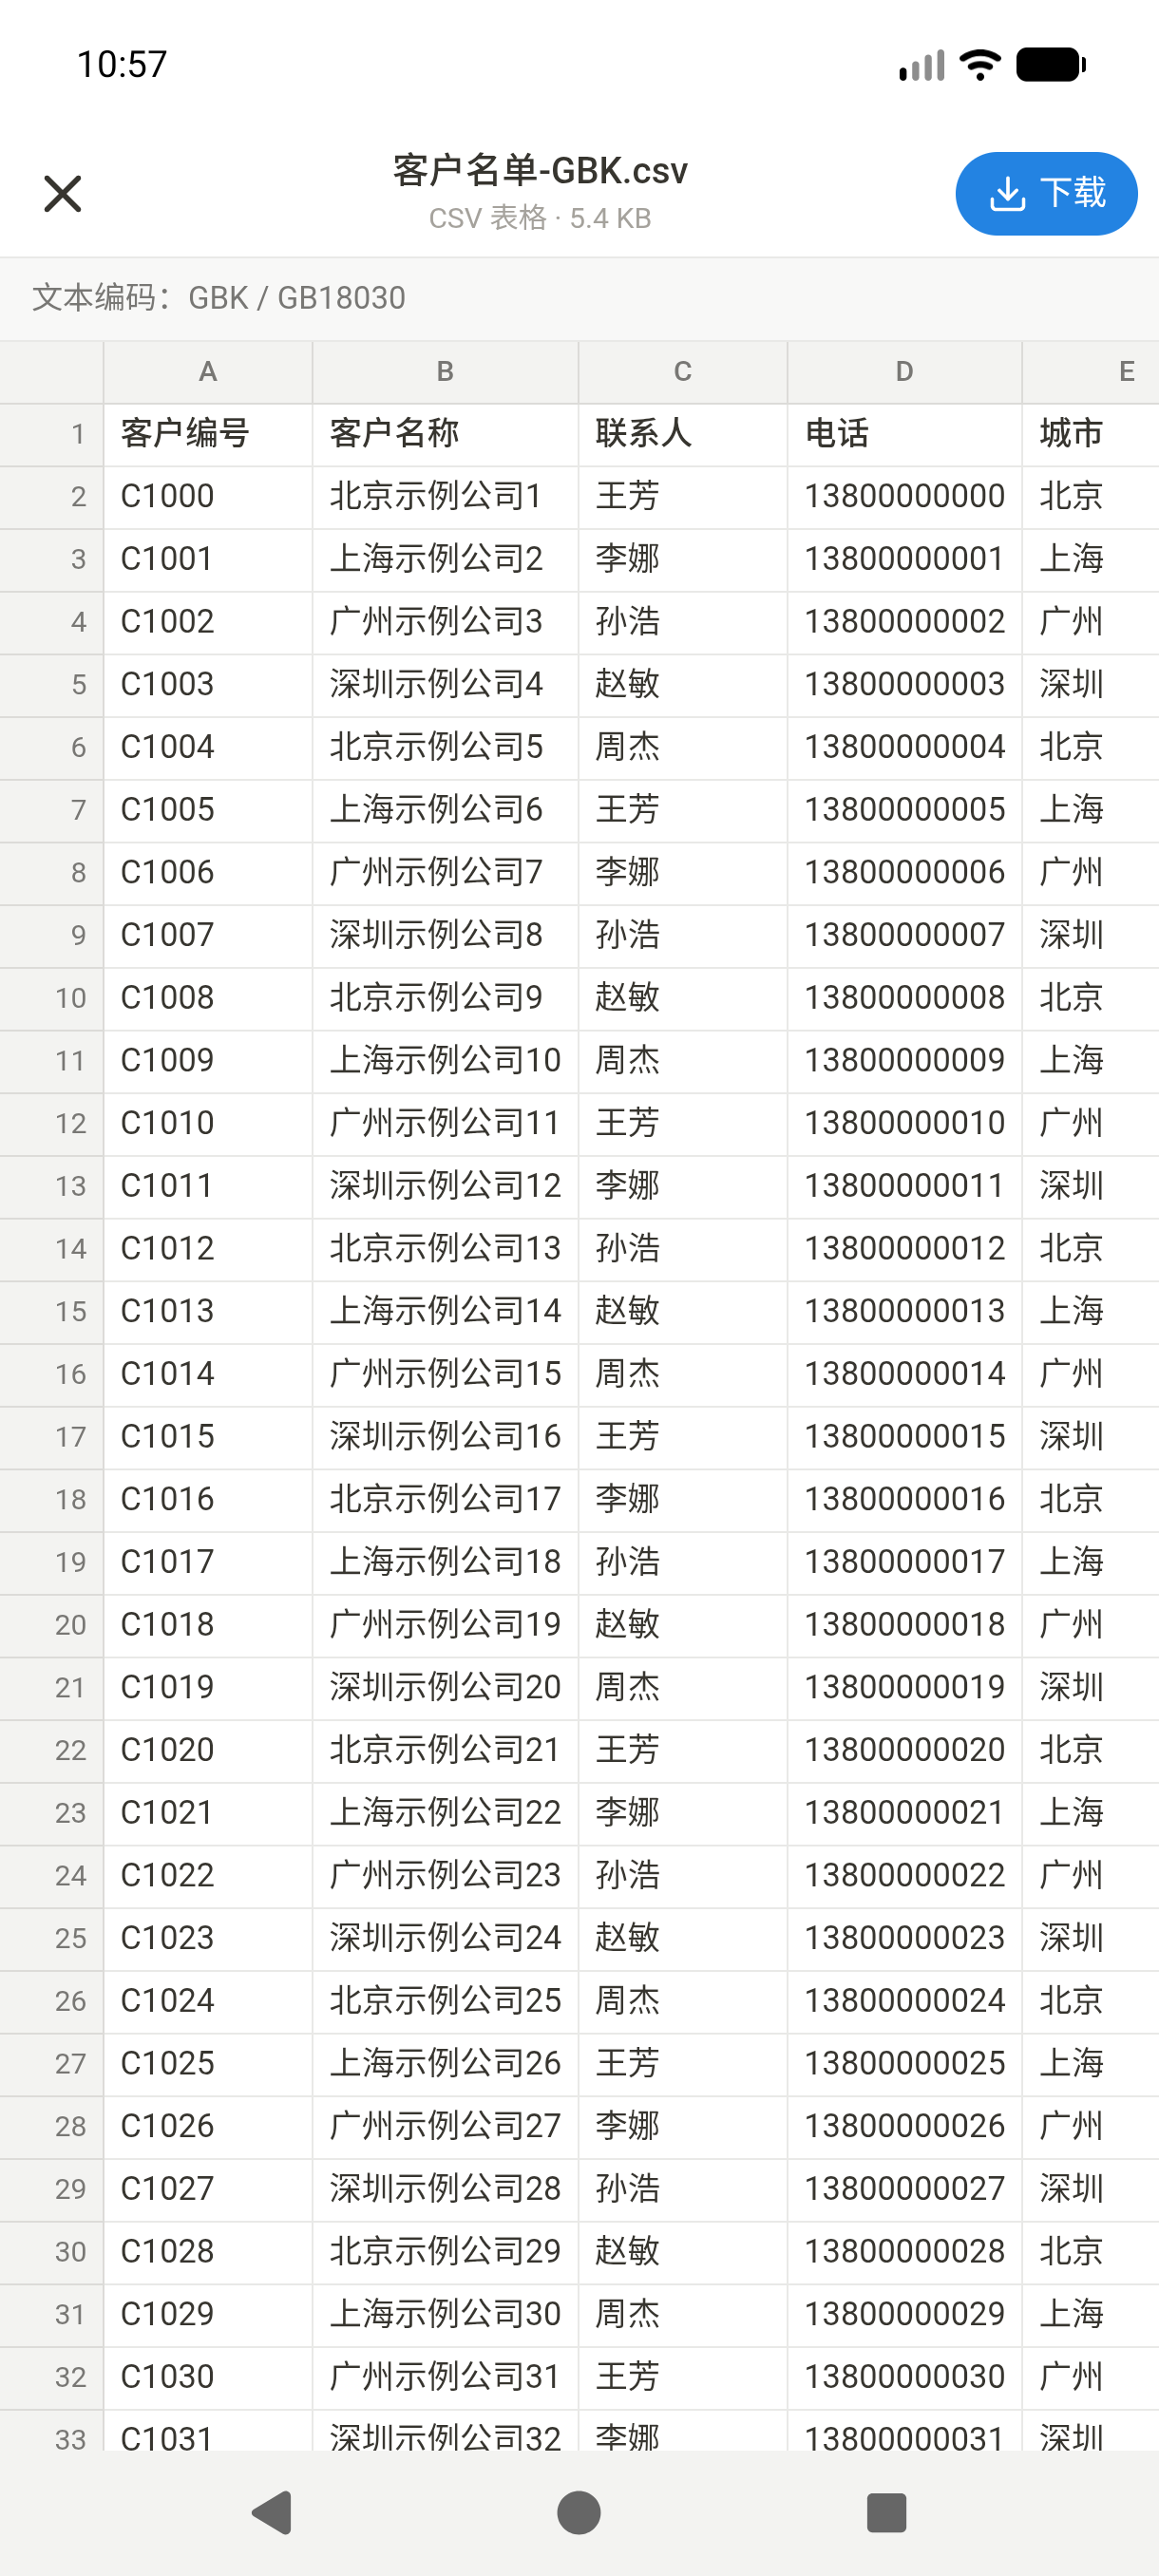 10:57
客户名单-GBK.csv
CSV 表格 · 5.4 KB
下载
文本编码：GBK / GB18030
A B C D E
1 客户编号 客户名称 联系人 电话 城市
2 C1000 北京示例公司1 王芳 13800000000 北京
3 C1001 上海示例公司2 李娜 13800000001 上海
4 C1002 广州示例公司3 孙浩 13800000002 广州
5 C1003 深圳示例公司4 赵敏 13800000003 深圳
6 C1004 北京示例公司5 周杰 13800000004 北京
7 C1005 上海示例公司6 王芳 13800000005 上海
8 C1006 广州示例公司7 李娜 13800000006 广州
9 C1007 深圳示例公司8 孙浩 13800000007 深圳
10 C1008 北京示例公司9 赵敏 13800000008 北京
11 C1009 上海示例公司10 周杰 13800000009 上海
12 C1010 广州示例公司11 王芳 13800000010 广州
13 C1011 深圳示例公司12 李娜 13800000011 深圳
14 C1012 北京示例公司13 孙浩 13800000012 北京
15 C1013 上海示例公司14 赵敏 13800000013 上海
16 C1014 广州示例公司15 周杰 13800000014 广州
17 C1015 深圳示例公司16 王芳 13800000015 深圳
18 C1016 北京示例公司17 李娜 13800000016 北京
19 C1017 上海示例公司18 孙浩 13800000017 上海
20 C1018 广州示例公司19 赵敏 13800000018 广州
21 C1019 深圳示例公司20 周杰 13800000019 深圳
22 C1020 北京示例公司21 王芳 13800000020 北京
23 C1021 上海示例公司22 李娜 13800000021 上海
24 C1022 广州示例公司23 孙浩 13800000022 广州
25 C1023 深圳示例公司24 赵敏 13800000023 深圳
26 C1024 北京示例公司25 周杰 13800000024 北京
27 C1025 上海示例公司26 王芳 13800000025 上海
28 C1026 广州示例公司27 李娜 13800000026 广州
29 C1027 深圳示例公司28 孙浩 13800000027 深圳
30 C1028 北京示例公司29 赵敏 13800000028 北京
31 C1029 上海示例公司30 周杰 13800000029 上海
32 C1030 广州示例公司31 王芳 13800000030 广州
33 C1031 深圳示例公司32 李娜 13800000031 深圳